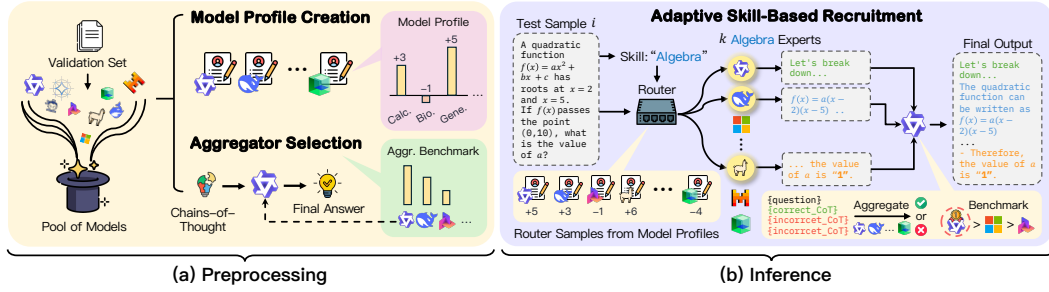 Model Profile Creation
Validation Set
Model Profile
+3
−1
+5
Calc.
Bio.
Gene.
...
Aggregator Selection
Aggr. Benchmark
Chains-of-
Thought
Final Answer
Pool of Models
(a) Preprocessing
Adaptive Skill-Based Recruitment
Test Sample i
A quadratic
function
f(x) = ax² +
bx + c has
roots at x = 2
and x = 5.
If f(x) passes
the point
(0,10), what
is the value
of a?
Skill: “Algebra”
Router
k Algebra Experts
Let's break
down...
f(x) = a(x −
2)(x − 5) ..
... the value
of a is “1”.
Final Output
Let's break
down...
The quadratic
function can
be written as
f(x) = a(x −
2)(x − 5)
...
- Therefore,
the value of a
is “1”.
+5
+3
−1
+6
−4
Router Samples from Model Profiles
{question}
{correct_CoT}
{incorrcet_CoT}
{incorrcet_CoT}
Aggregate
or
Benchmark
> >
(b) Inference